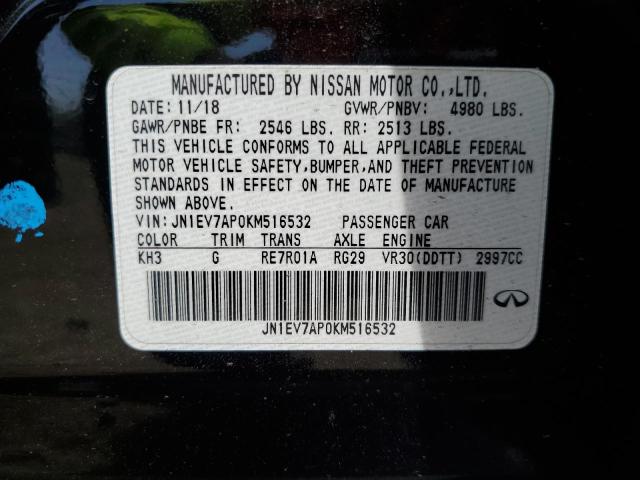 MANUFACTURED BY NISSAN MOTOR CO.,LTD.
DATE: 11/18 GVWR/PNBV: 4980 LBS.
GAWR/PNBE FR: 2546 LBS. RR: 2513 LBS.
THIS VEHICLE CONFORMS TO ALL APPLICABLE FEDERAL
MOTOR VEHICLE SAFETY,BUMPER,AND THEFT PREVENTION
STANDARDS IN EFFECT ON THE DATE OF MANUFACTURE
SHOWN ABOVE.
VIN:JN1EV7AP0KM516532 PASSENGER CAR
COLOR TRIM TRANS AXLE ENGINE
KH3 G RE7R01A RG29 VR30(DDTT) 2997CC
JN1EV7AP0KM516532